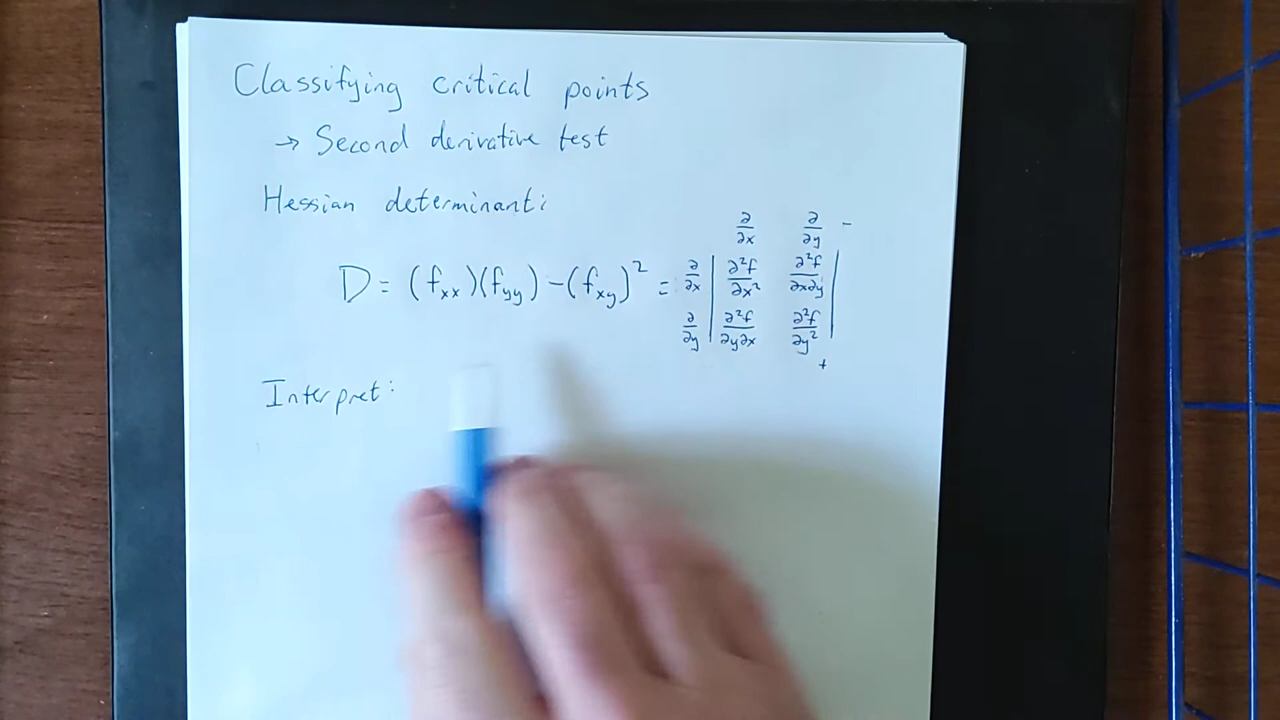 Classifying critical points
→ Second derivative test
Hessian determinant:
∂/∂x ∂/∂y −
D = (fxx)(fyy) − (fxy)² = ∂/∂x | ∂²f/∂x² ∂²f/∂x∂y |
∂/∂y | ∂²f/∂y∂x ∂²f/∂y² |
+
Interpret: